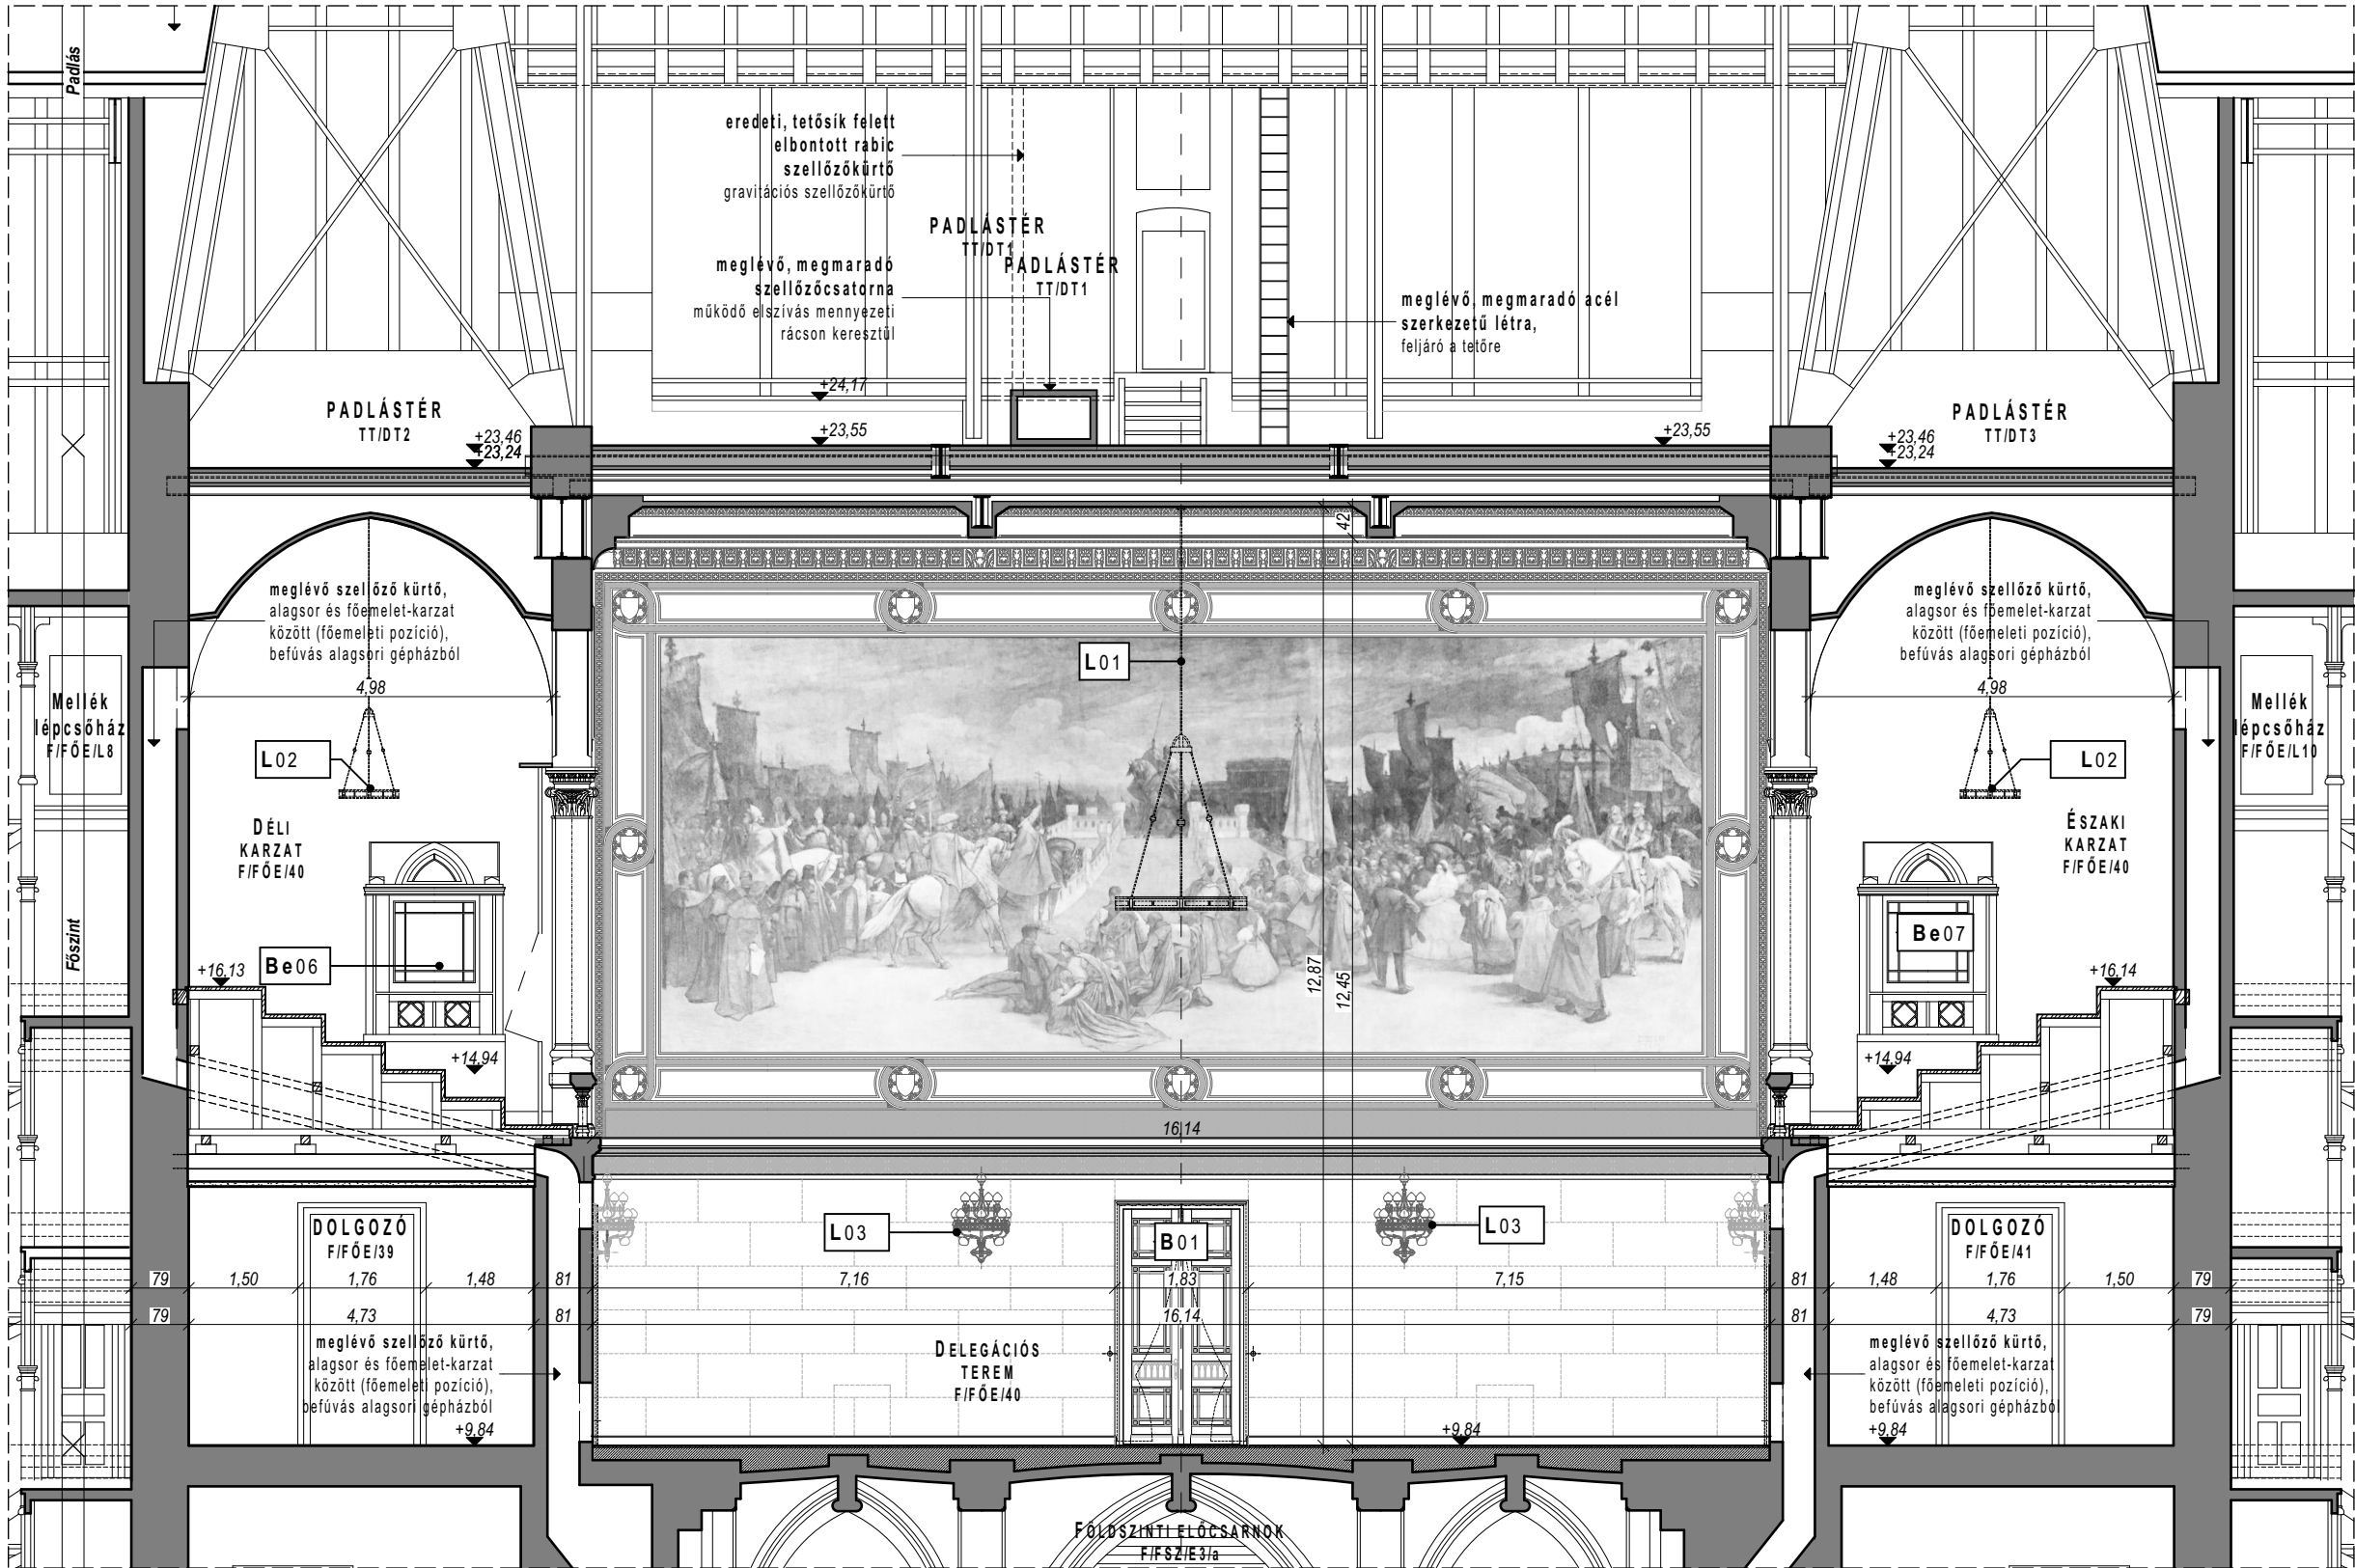 Padlás
eredeti, tetősík felett
elbontott rabic
szellőzőkürtő
gravitációs szellőzőkürtő
PADLÁSTÉR
TT/DT1
PADLÁSTÉR
TT/DT1
meglévő, megmaradó
szellőzőcsatorna
működő elszívás mennyezeti
rácson keresztül
meglévő, megmaradó acél
szerkezetű létra,
feljáró a tetőre
+24,17
PADLÁSTÉR
TT/DT2
PADLÁSTÉR
TT/DT3
+23,46
+23,24
+23,55
+23,55
+23,46
+23,24
42
meglévő szellőző kürtő,
alagsor és főemelet-karzat
között (főemeleti pozíció),
befúvás alagsori gépházból
meglévő szellőző kürtő,
alagsor és főemelet-karzat
között (főemeleti pozíció),
befúvás alagsori gépházból
L01
4,98
4,98
Mellék
lépcsőház
F/FŐE/L8
Mellék
lépcsőház
F/FŐE/L10
L02
L02
DÉLI
KARZAT
F/FŐE/40
ÉSZAKI
KARZAT
F/FŐE/40
Főszint
Be06
Be07
+16,13
+16,14
12,87
12,45
+14,94
+14,94
16,14
DOLGOZÓ
F/FŐE/39
L03
B01
L03
DOLGOZÓ
F/FŐE/41
79
1,50
1,76
1,48
81
7,16
1,83
7,15
81
1,48
1,76
1,50
79
79
4,73
81
16,14
81
4,73
79
meglévő szellőző kürtő,
alagsor és főemelet-karzat
között (főemeleti pozíció),
befúvás alagsori gépházból
DELEGÁCIÓS
TEREM
F/FŐE/40
meglévő szellőző kürtő,
alagsor és főemelet-karzat
között (főemeleti pozíció),
befúvás alagsori gépházból
+9,84
+9,84
+9,84
FÖLDSZINTI ELŐCSARNOK
F/FSZ/E3/a